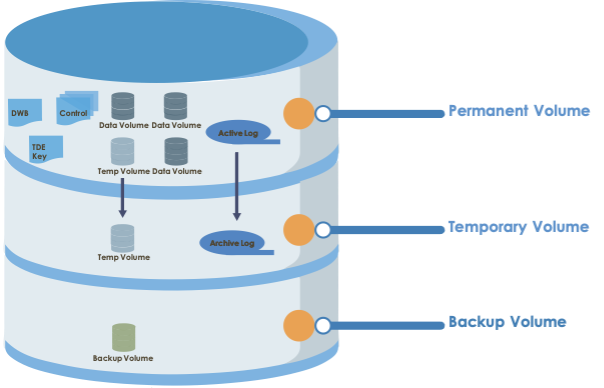 DWB
Control
Data Volume
Data Volume
Active Log
TDE
Key
Temp Volume
Data Volume
Permanent Volume
Temp Volume
Archive Log
Temporary Volume
Backup Volume
Backup Volume